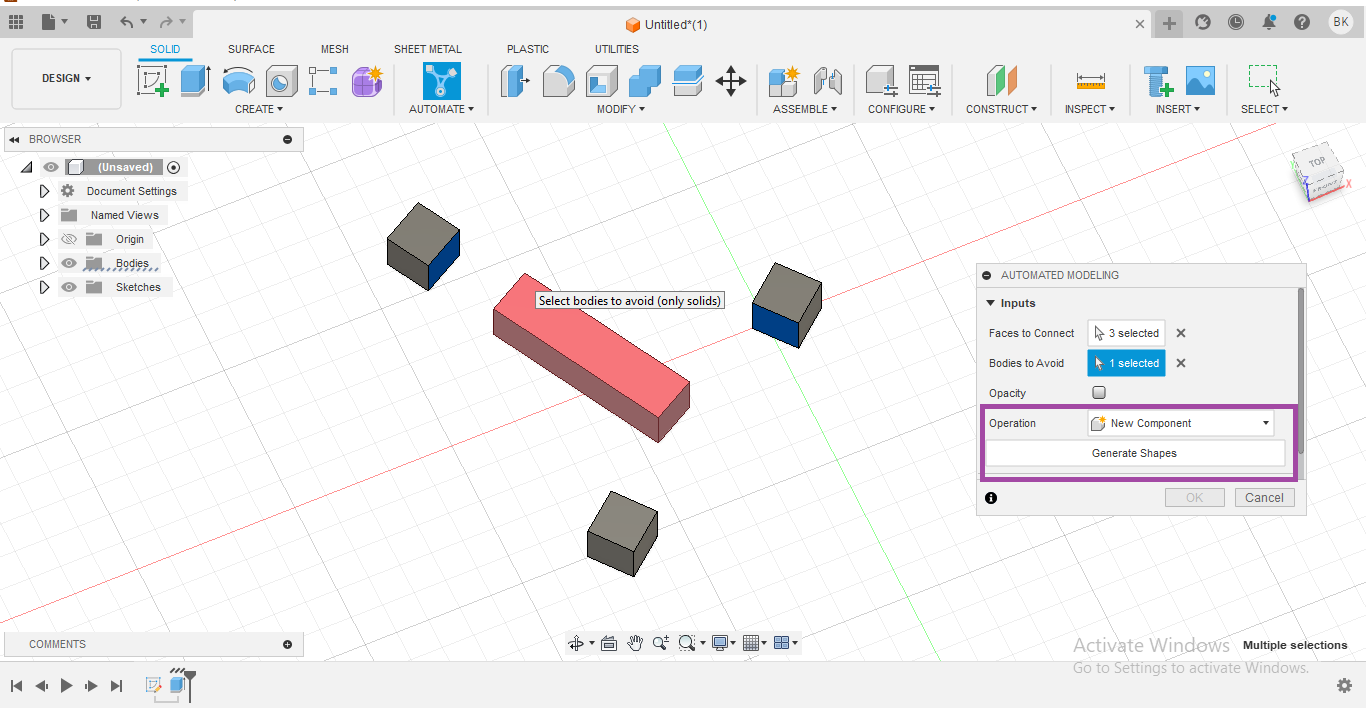 Untitled*(1)
BK
DESIGN
SOLID
SURFACE
MESH
SHEET METAL
PLASTIC
UTILITIES
CREATE
AUTOMATE
MODIFY
ASSEMBLE
CONFIGURE
CONSTRUCT
INSPECT
INSERT
SELECT
BROWSER
(Unsaved)
Document Settings
Named Views
Origin
Bodies
Sketches
TOP
FRONT
Z
X
Select bodies to avoid (only solids)
AUTOMATED MODELING
Inputs
Faces to Connect 3 selected
Bodies to Avoid 1 selected
Opacity
Operation New Component
Generate Shapes
OK Cancel
COMMENTS
Activate Windows
Multiple selections
Go to Settings to activate Windows.